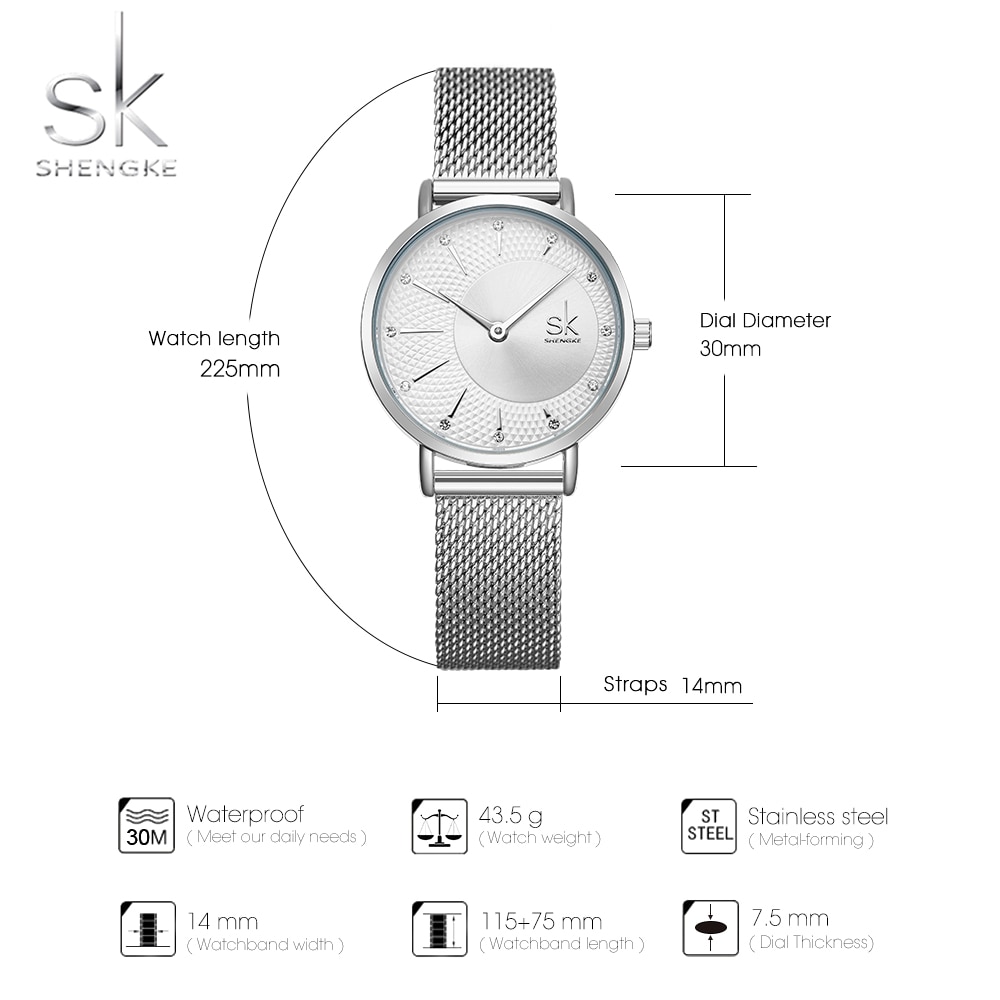 sk
SHENGKE
Watch length
225mm
Dial Diameter
30mm
sk
SHENGKE
Straps 14mm
30M
Waterproof
( Meet our daily needs )
43.5 g
( Watch weight )
ST
STEEL
Stainless steel
( Metal-forming )
14 mm
( Watchband width )
115+75 mm
( Watchband length )
7.5 mm
( Dial Thickness)